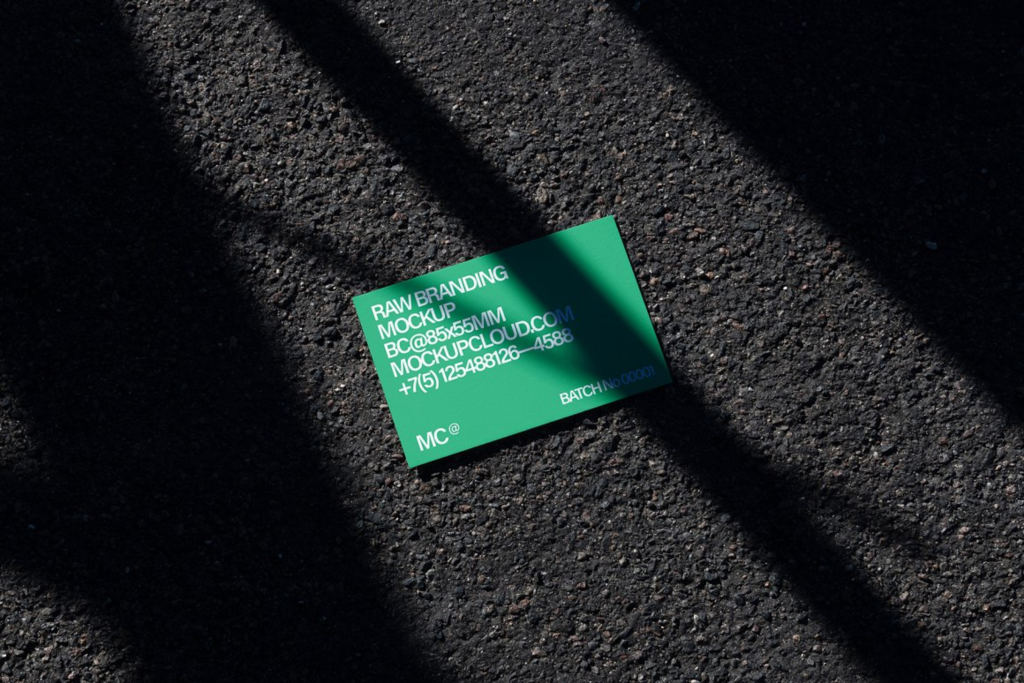 RAW BRANDING
MOCKUP
BC@85x55MM
MOCKUPCLOUD.COM
+7(5) 125488126—4588
BATCH No 00001
MC@